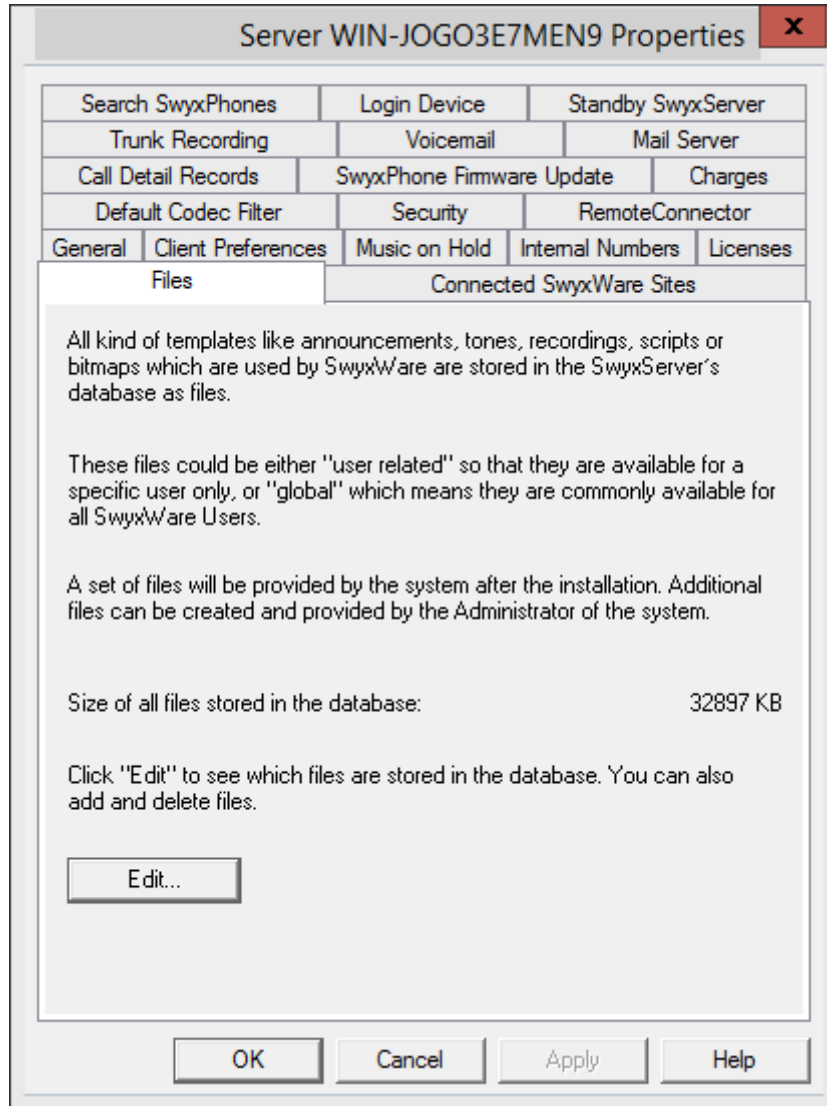 Server WIN-JOGO3E7MEN9 Properties x
Search SwyxPhones Login Device Standby SwyxServer
Trunk Recording Voicemail Mail Server
Call Detail Records SwyxPhone Firmware Update Charges
Default Codec Filter Security RemoteConnector
General Client Preferences Music on Hold Internal Numbers Licenses
Files Connected SwyxWare Sites
All kind of templates like announcements, tones, recordings, scripts or
bitmaps which are used by SwyxWare are stored in the SwyxServer´s
database as files.
These files could be either "user related" so that they are available for a
specific user only, or "global" which means they are commonly available for
all SwyxWare Users.
A set of files will be provided by the system after the installation. Additional
files can be created and provided by the Administrator of the system.
Size of all files stored in the database: 32897 KB
Click "Edit" to see which files are stored in the database. You can also
add and delete files.
Edit...
OK Cancel Apply Help